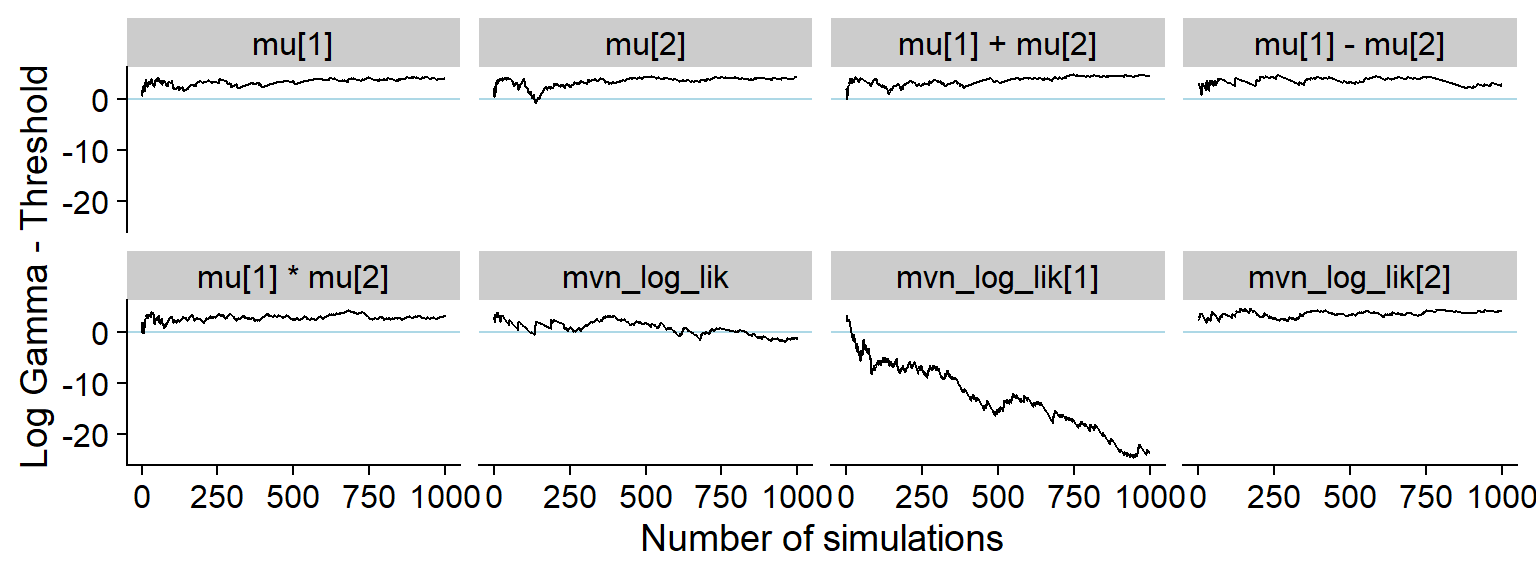 mu[1] mu[2] mu[1] + mu[2] mu[1] - mu[2]
Log Gamma - Threshold
0
-10
-20
mu[1] * mu[2] mvn_log_lik mvn_log_lik[1] mvn_log_lik[2]
0
-10
-20
0 250 500 750 1000 0 250 500 750 1000 0 250 500 750 1000 0 250 500 750 1000
Number of simulations